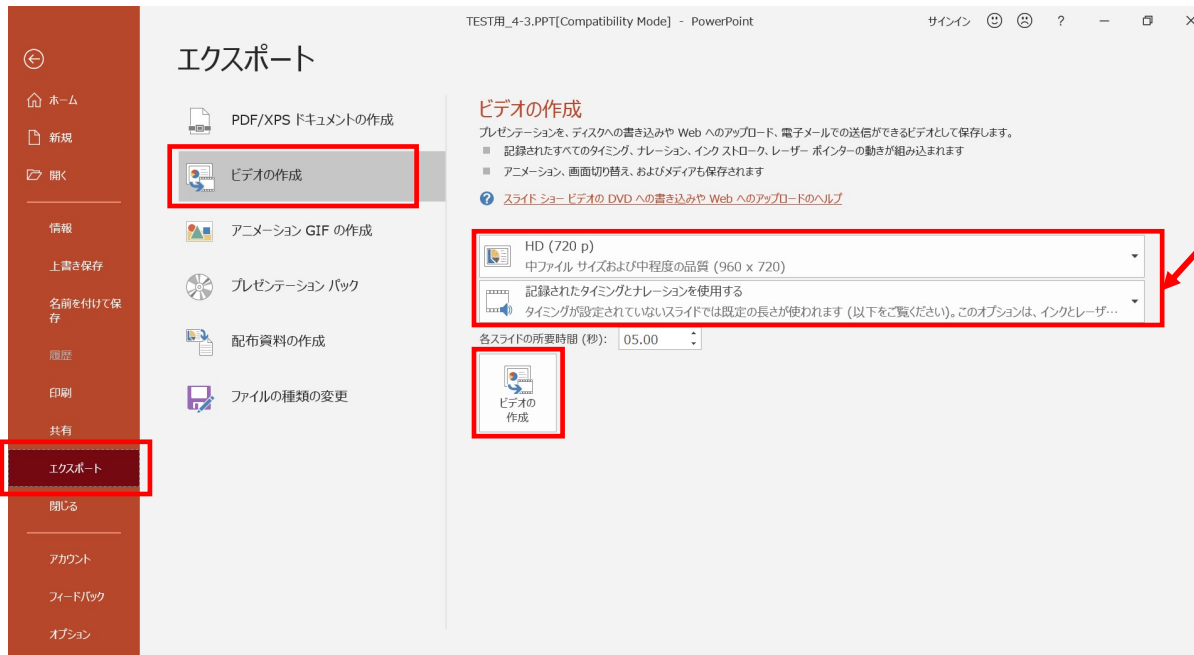 TEST用_4-3.PPT[Compatibility Mode] - PowerPoint
サインイン
?
エクスポート
ホーム
新規
開く
情報
上書き保存
名前を付けて保
存
履歴
印刷
共有
エクスポート
閉じる
アカウント
フィードバック
オプション
PDF/XPS ドキュメントの作成
ビデオの作成
アニメーション GIF の作成
プレゼンテーション パック
配布資料の作成
ファイルの種類の変更
ビデオの作成
プレゼンテーションを、ディスクへの書き込みや Web へのアップロード、電子メールでの送信ができるビデオとして保存します。
記録されたすべてのタイミング、ナレーション、インク ストローク、レーザー ポインターの動きが組み込まれます
アニメーション、画面切り替え、およびメディアも保存されます
スライド ショー ビデオの DVD への書き込みや Web へのアップロードのヘルプ
HD (720 p)
中ファイル サイズおよび中程度の品質 (960 x 720)
記録されたタイミングとナレーションを使用する
タイミングが設定されていないスライドでは既定の長さが使われます (以下をご覧ください)。このオプションは、インクとレーザ…
各スライドの所要時間 (秒): 05.00
ビデオの
作成